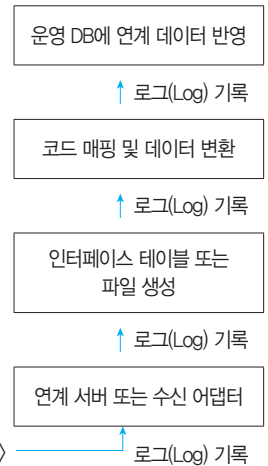 운영 DB에 연계 데이터 반영
로그(Log) 기록
코드 매핑 및 데이터 변환
로그(Log) 기록
인터페이스 테이블 또는
파일 생성
로그(Log) 기록
연계 서버 또는 수신 어댑터
로그(Log) 기록